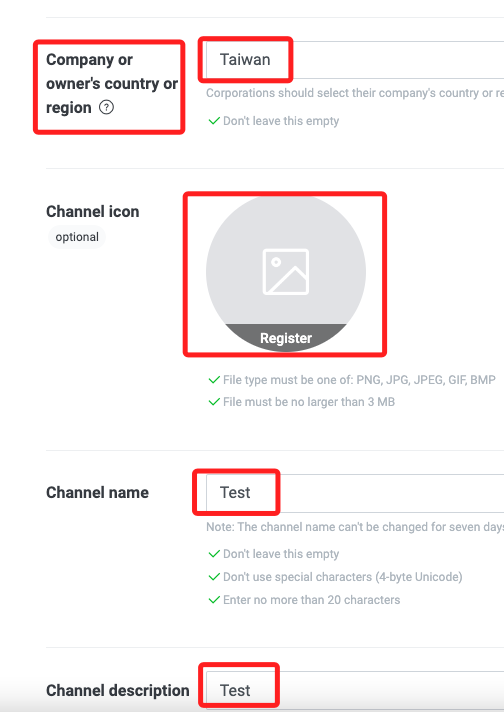 Company or
owner's country or
region ?
Taiwan
Corporations should select their company's country or re
Don't leave this empty
Channel icon
optional
Register
File type must be one of: PNG, JPG, JPEG, GIF, BMP
File must be no larger than 3 MB
Channel name
Test
Note: The channel name can't be changed for seven days
Don't leave this empty
Don't use special characters (4-byte Unicode)
Enter no more than 20 characters
Channel description
Test